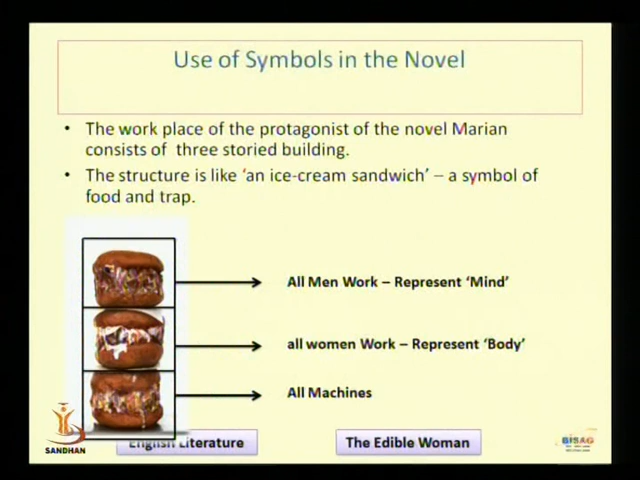 Use of Symbols in the Novel
• The work place of the protagonist of the novel Marian
consists of three storied building.
• The structure is like ‘an ice-cream sandwich’ – a symbol of
food and trap.
All Men Work – Represent ‘Mind’
all women Work – Represent ‘Body’
All Machines
English Literature
The Edible Woman
SANDHAN
BISAG